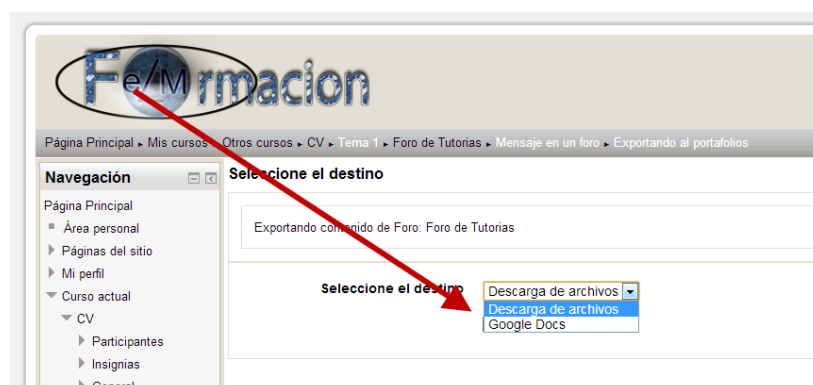 Fe/Mrmacion
Página Principal ▸ Mis cursos ▸ Otros cursos ▸ CV ▸ Tema 1 ▸ Foro de Tutorias ▸ Mensaje en un foro ▸ Exportando al portafolios
Navegación
Página Principal
Área personal
Páginas del sitio
Mi perfil
Curso actual
CV
Participantes
Insignias
General
Seleccione el destino
Exportando contenido de Foro: Foro de Tutorias
Seleccione el destino
Descarga de archivos
Descarga de archivos
Google Docs